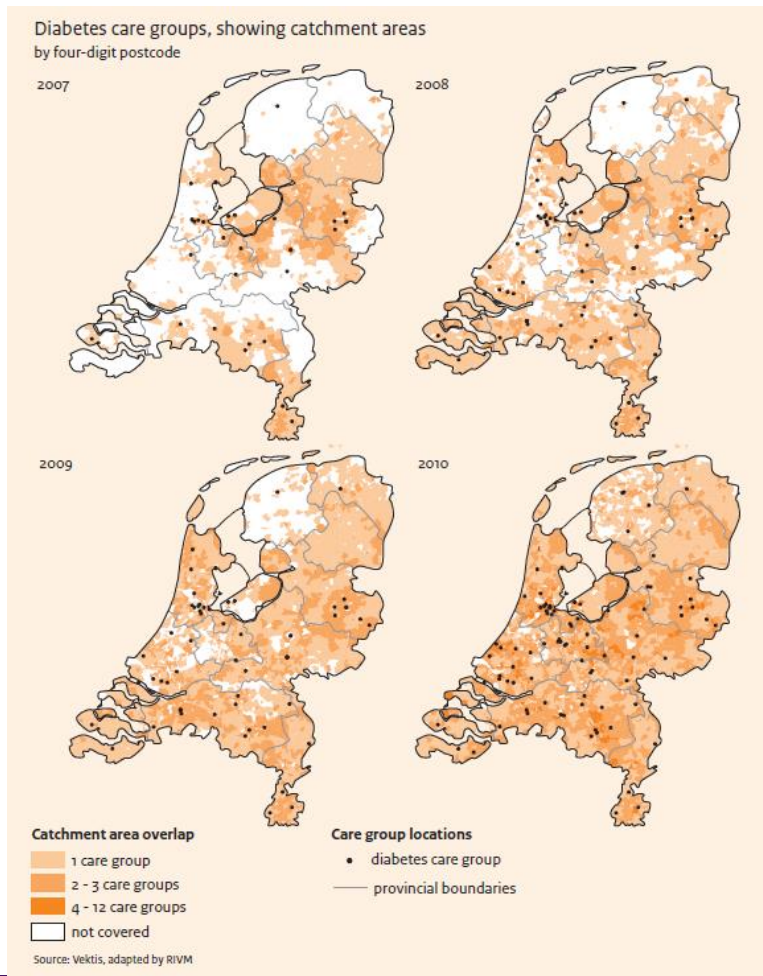 Diabetes care groups, showing catchment areas
by four-digit postcode
2007
2008
2009
2010
Catchment area overlap
1 care group
2 - 3 care groups
4 - 12 care groups
not covered
Care group locations
diabetes care group
provincial boundaries
Source: Vektis, adapted by RIVM